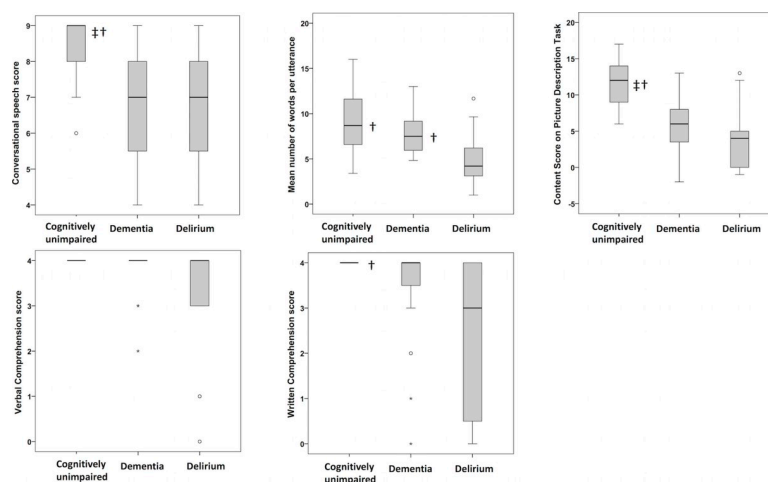 Conversational speech score
9
8
7
6
5
4
‡†
Cognitively unimpaired
Dementia
Delirium
Mean number of words per utterance
20
15
10
5
0
†
†
Cognitively unimpaired
Dementia
Delirium
Content Score on Picture Description Task
20
15
10
5
0
-5
‡†
Cognitively unimpaired
Dementia
Delirium
Verbal Comprehension score
4
3
2
1
0
Cognitively unimpaired
Dementia
Delirium
Written Comprehension score
4
3
2
1
0
†
Cognitively unimpaired
Dementia
Delirium